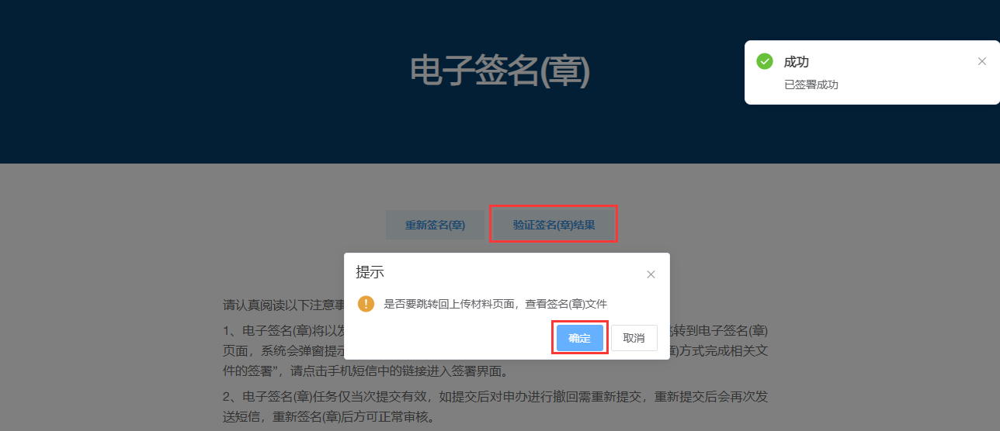 电子签名(章)
成功
已签署成功
重新签名(章)
验证签名(章)结果
提示
是否要跳转回上传材料页面，查看签名(章)文件
确定
取消
请认真阅读以下注意事
1、电子签名(章)将以发 跳转到电子签名(章)
页面，系统会弹窗提示 章)方式完成相关文
件的签署”，请点击手机短信中的链接进入签署界面。
2、电子签名(章)任务仅当次提交有效，如提交后对申办进行撤回需重新提交，重新提交后会再次发
送短信，重新签名(章)后方可正常审核。